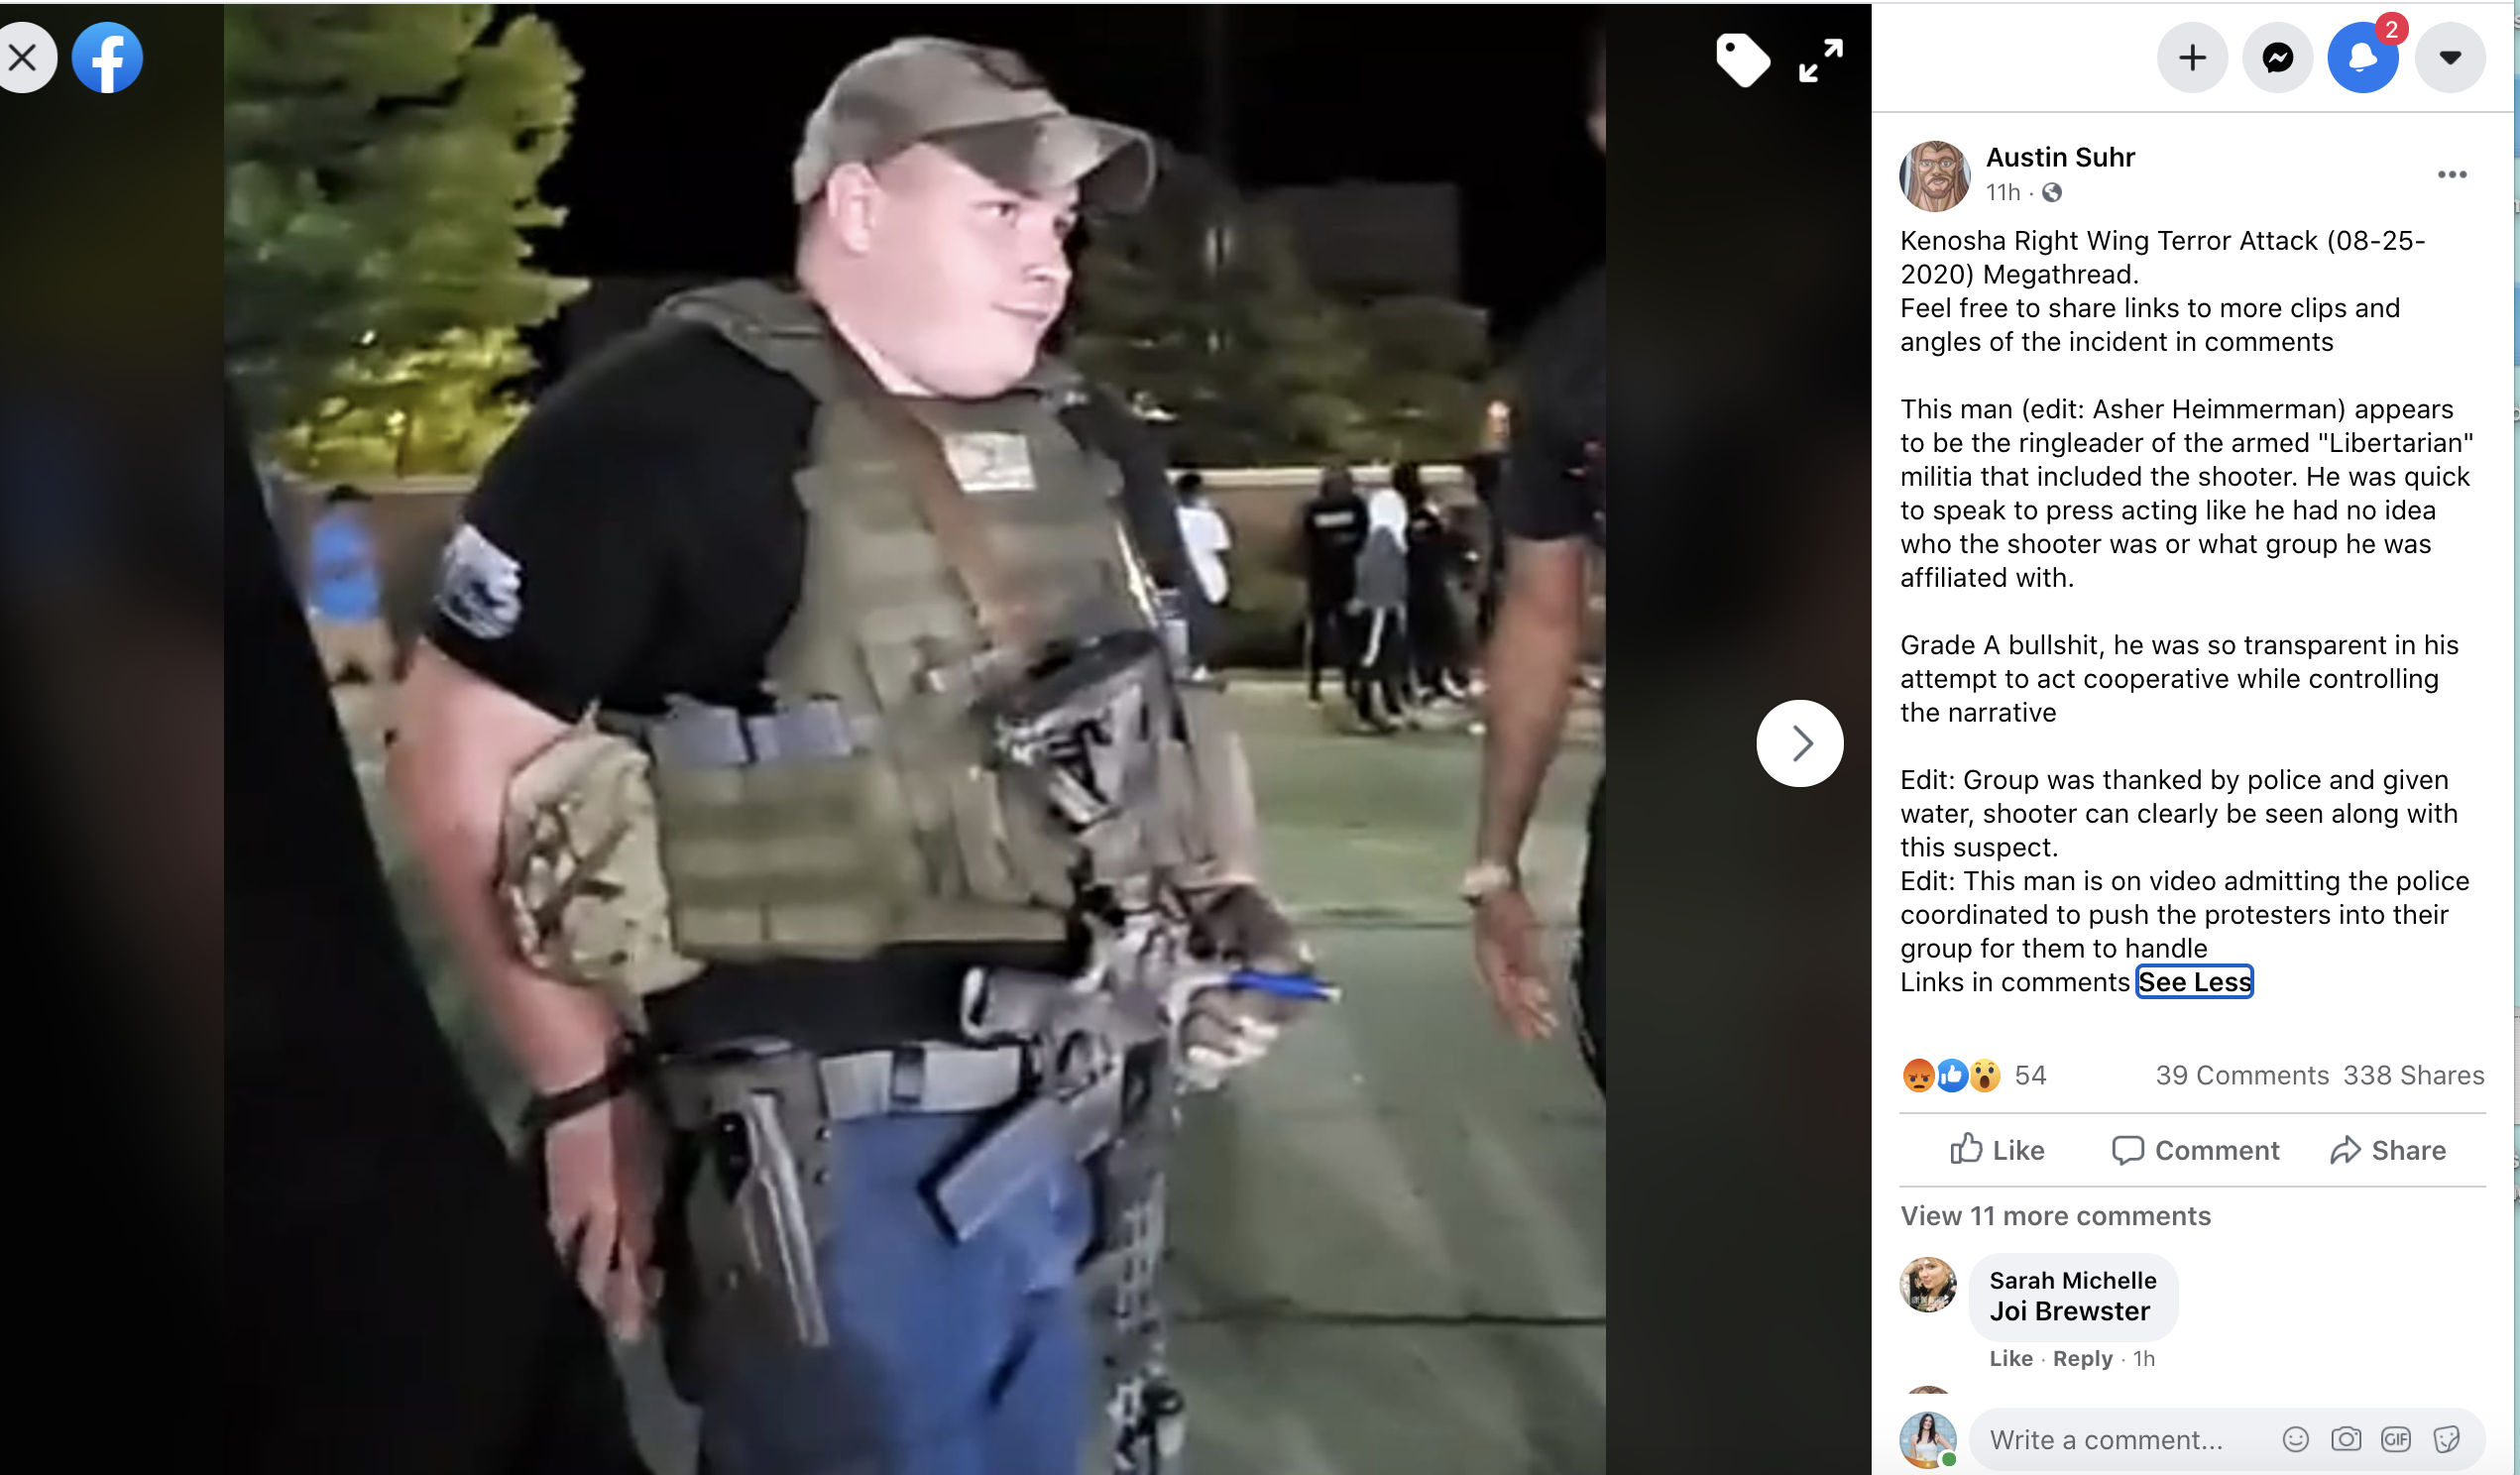 2
Austin Suhr
11h ·
Kenosha Right Wing Terror Attack (08-25-
2020) Megathread.
Feel free to share links to more clips and
angles of the incident in comments
This man (edit: Asher Heimmerman) appears
to be the ringleader of the armed "Libertarian"
militia that included the shooter. He was quick
to speak to press acting like he had no idea
who the shooter was or what group he was
affiliated with.
Grade A bullshit, he was so transparent in his
attempt to act cooperative while controlling
the narrative
Edit: Group was thanked by police and given
water, shooter can clearly be seen along with
this suspect.
Edit: This man is on video admitting the police
coordinated to push the protesters into their
group for them to handle
Links in comments See Less
54 39 Comments 338 Shares
Like Comment Share
View 11 more comments
Sarah Michelle
Joi Brewster
Like · Reply · 1h
Write a comment... GIF